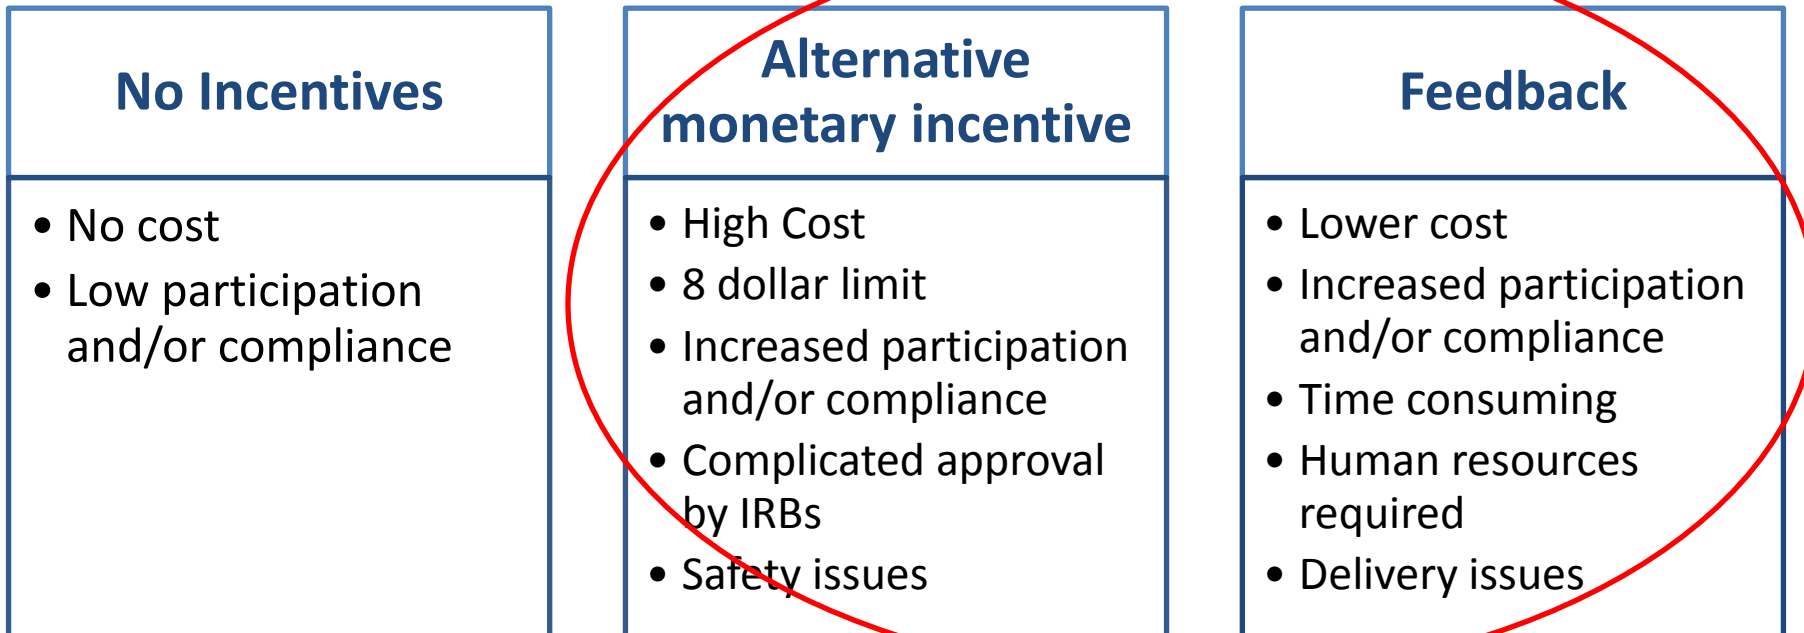 No Incentives
• No cost
• Low participation
and/or compliance
Alternative
monetary incentive
• High Cost
• 8 dollar limit
• Increased participation
and/or compliance
• Complicated approval
by IRBs
• Safety issues
Feedback
• Lower cost
• Increased participation
and/or compliance
• Time consuming
• Human resources
required
• Delivery issues